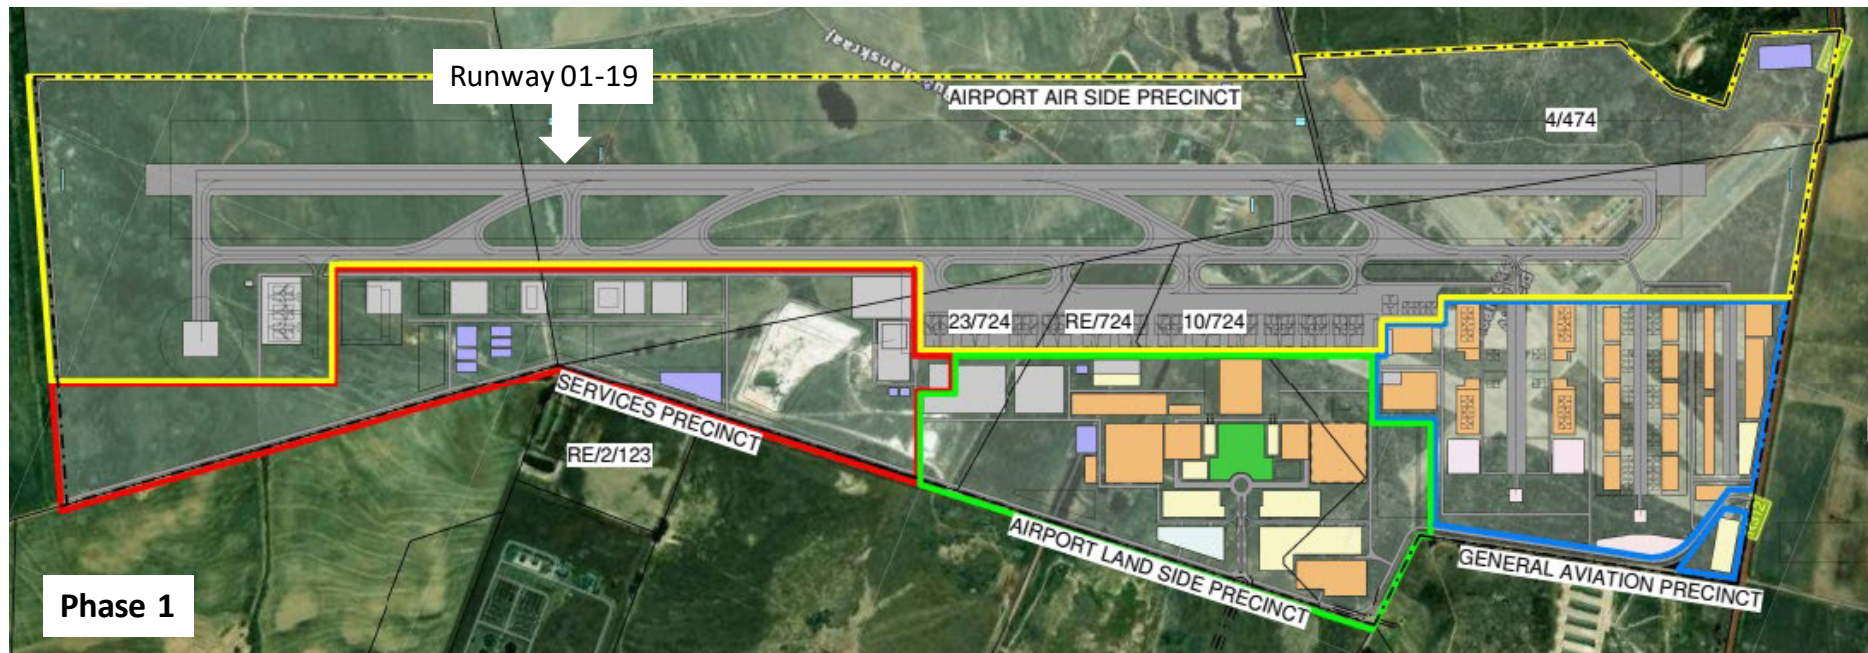 Runway 01-19
AIRPORT AIR SIDE PRECINCT
4/474
23/724
RE/724
10/724
SERVICES PRECINCT
RE/2/123
AIRPORT LAND SIDE PRECINCT
GENERAL AVIATION PRECINCT
Phase 1